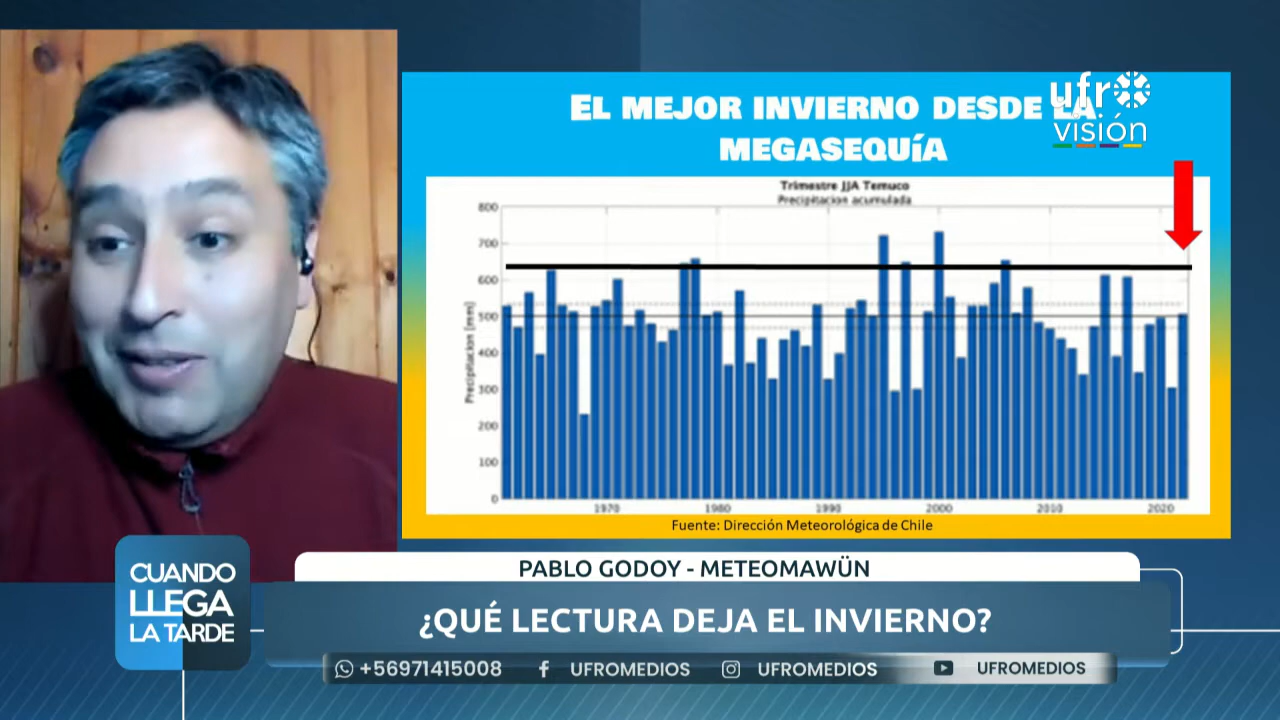 EL MEJOR INVIERNO DESDE LA
MEGASEQUÍA
ufro
visión
Trimestre JJA Temuco
Precipitacion acumulada
Precipitacion [mm]
800
700
600
500
400
300
200
100
0
1970 1980 1990 2000 2010 2020
Fuente: Dirección Meteorológica de Chile
CUANDO
LLEGA
LA TARDE
PABLO GODOY - METEOMAWÜN
¿QUÉ LECTURA DEJA EL INVIERNO?
+56971415008 UFROMEDIOS UFROMEDIOS UFROMEDIOS